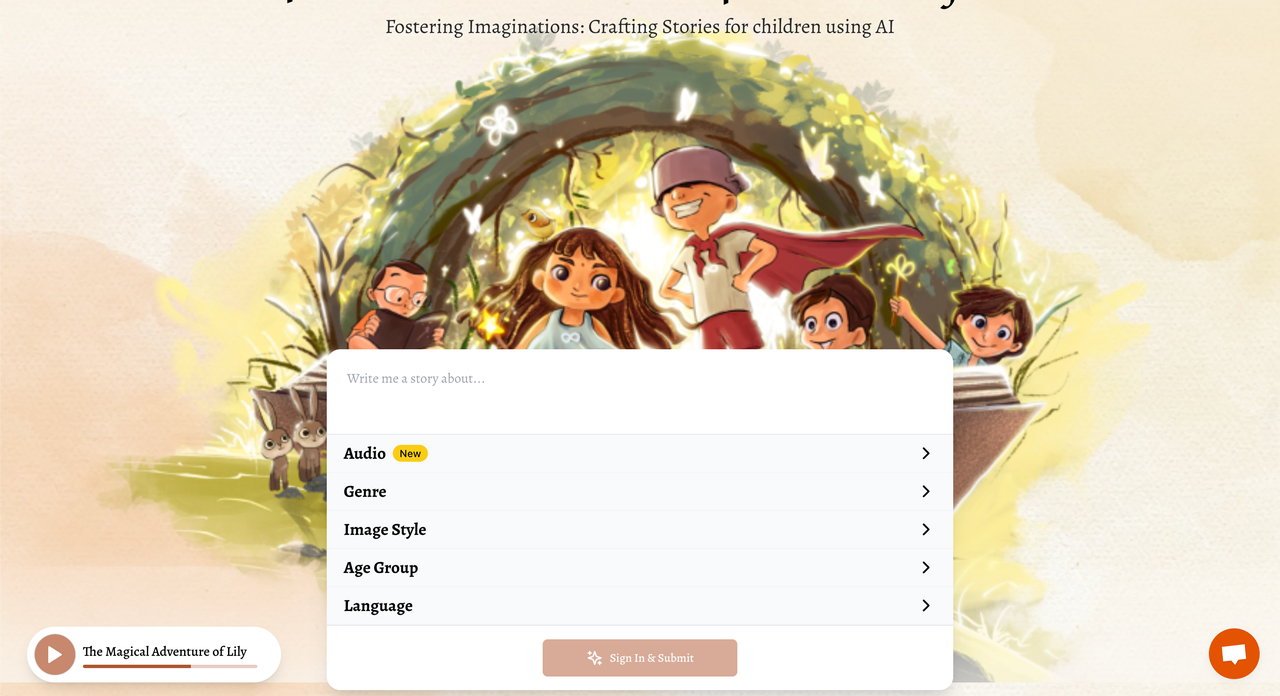 Fostering Imaginations: Crafting Stories for children using AI
Write me a story about...
Audio New
Genre
Image Style
Age Group
Language
The Magical Adventure of Lily
Sign In & Submit